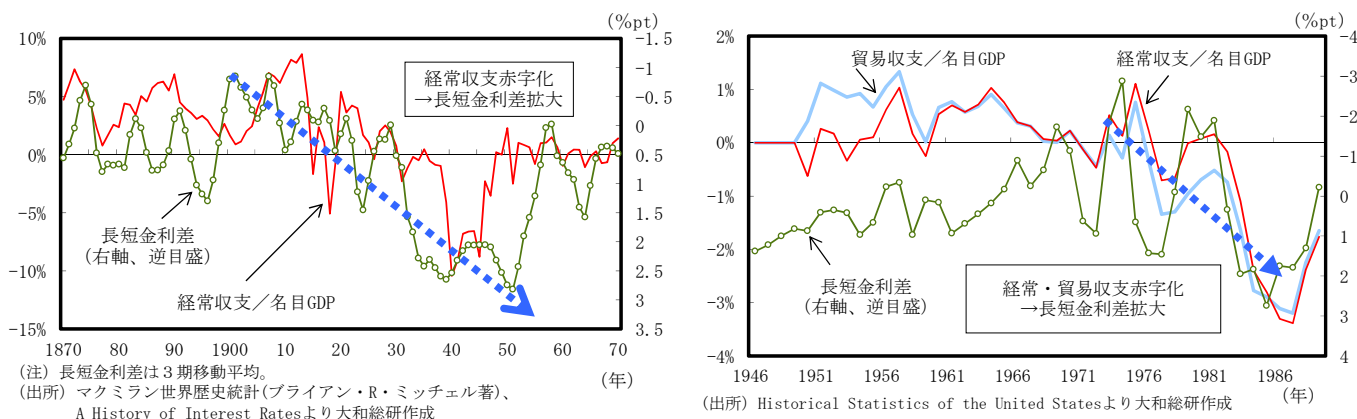 (%pt)
10%
5%
0%
-5%
-10%
-15%
-1.5
-1
-0.5
0
0.5
1
1.5
2
2.5
3
3.5
経常収支赤字化
→長短金利差拡大
長短金利差
(右軸、逆目盛)
経常収支／名目GDP
1870 80 90 1900 10 20 30 40 50 60 70
(年)
(注) 長短金利差は３期移動平均。
(出所) マクミラン世界歴史統計(ブライアン・R・ミッチェル著)、
A History of Interest Ratesより大和総研作成
(%pt)
2%
1%
0%
-1%
-2%
-3%
-4%
-4
-3
-2
-1
0
1
2
3
4
貿易収支／名目GDP
経常収支／名目GDP
長短金利差
(右軸、逆目盛)
経常・貿易収支赤字化
→長短金利差拡大
1946 1951 1956 1961 1966 1971 1976 1981 1986
(年)
(出所) Historical Statistics of the United Statesより大和総研作成